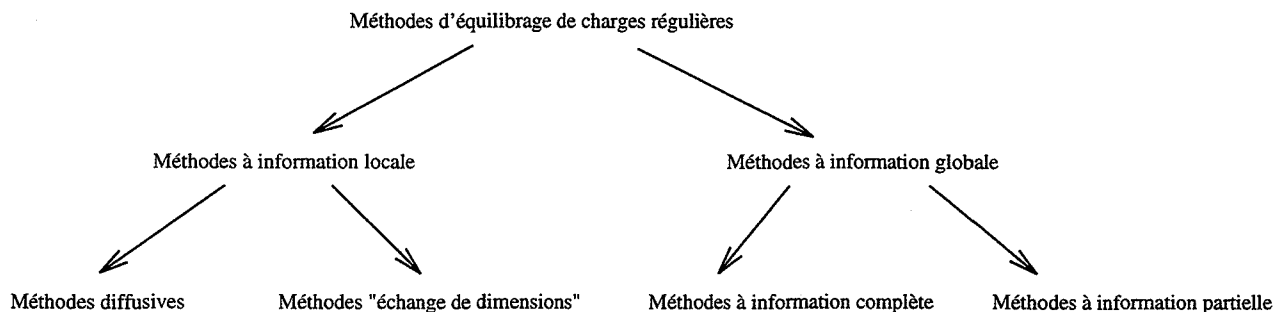 Méthodes d'équilibrage de charges régulières
Méthodes à information locale
Méthodes à information globale
Méthodes diffusives
Méthodes "échange de dimensions"
Méthodes à information complète
Méthodes à information partielle